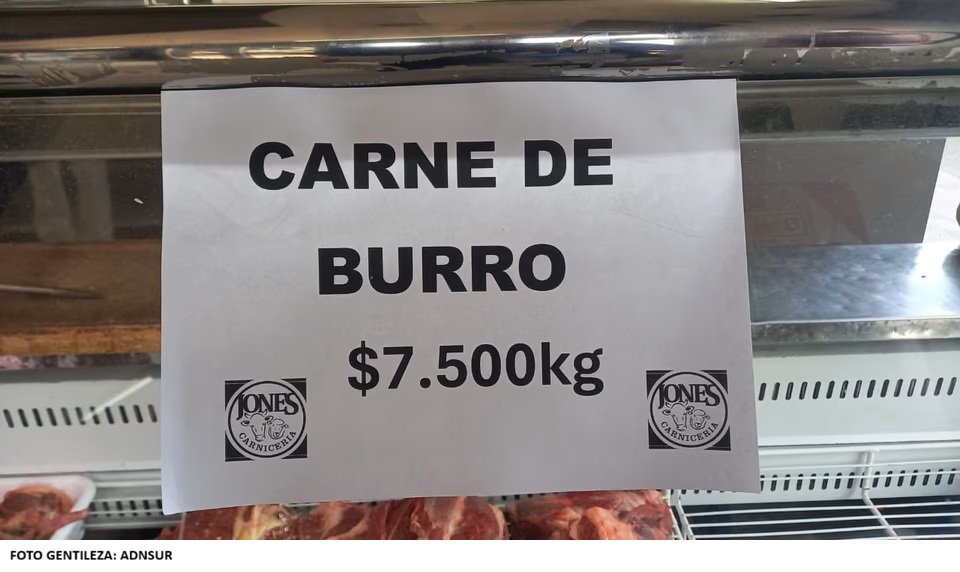 CARNE DE
BURRO
$7.500kg
JONES
CARNICERIA
JONES
CARNICERIA
FOTO GENTILEZA: ADNSUR